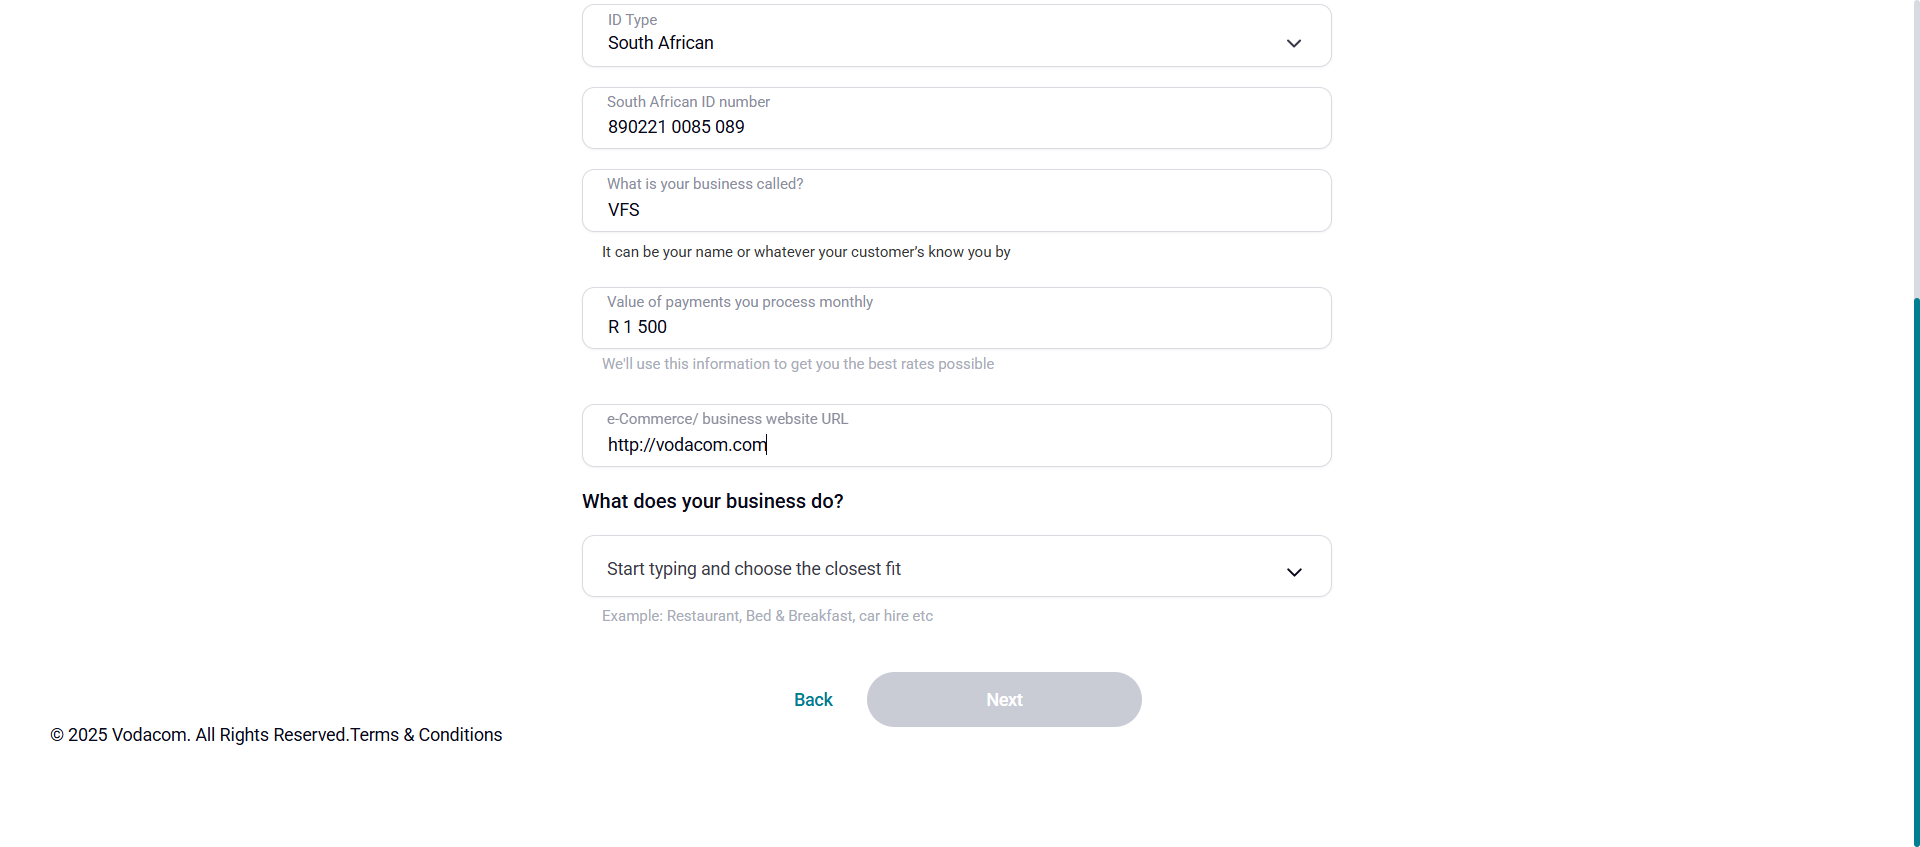 ID Type
South African
South African ID number
890221 0085 089
What is your business called?
VFS
It can be your name or whatever your customer’s know you by
Value of payments you process monthly
R 1 500
We'll use this information to get you the best rates possible
e-Commerce/ business website URL
http://vodacom.com
What does your business do?
Start typing and choose the closest fit
Example: Restaurant, Bed & Breakfast, car hire etc
Back
Next
© 2025 Vodacom. All Rights Reserved.Terms & Conditions